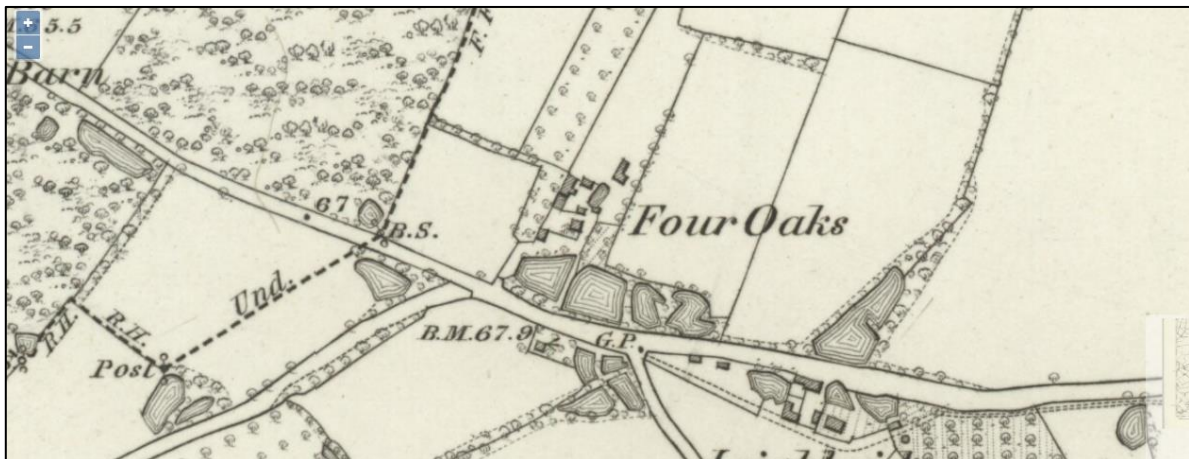 +
−
5.5
Barn
F.
67
B.S.
Four Oaks
Und.
R.H.
R.H.
B.M. 67.9
G.P.
Post